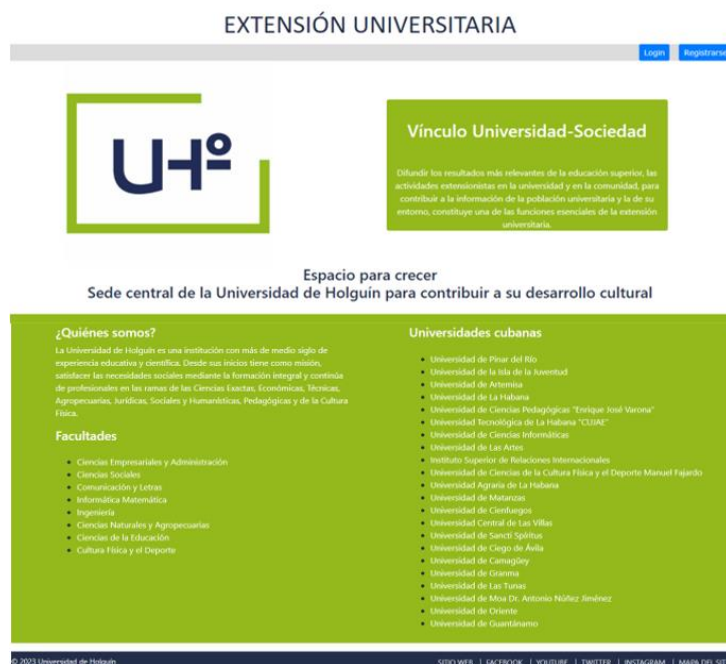 EXTENSIÓN UNIVERSITARIA
Login
Registrarse
UHº
Vínculo Universidad-Sociedad
Difundir los resultados más relevantes de la educación superior, las
actividades extensionistas en la universidad y en la comunidad, para
contribuir a la información de la población universitaria y la de su
entorno, constituye una de las funciones esenciales de la extensión
universitaria.
Espacio para crecer
Sede central de la Universidad de Holguín para contribuir a su desarrollo cultural
¿Quiénes somos?
La Universidad de Holguín es una institución con más de medio siglo de
experiencia educativa y científica. Desde sus inicios tiene como misión,
satisfacer las necesidades sociales mediante la formación integral y continúa
de profesionales en las ramas de las Ciencias Exactas, Económicas, Técnicas,
Agropecuarias, Jurídicas, Sociales y Humanísticas, Pedagógicas y de la Cultura
Física.
Facultades
Ciencias Empresariales y Administración
Ciencias Sociales
Comunicación y Letras
Informática Matemática
Ingeniería
Ciencias Naturales y Agropecuarias
Ciencias de la Educación
Cultura Física y el Deporte
Universidades cubanas
Universidad de Pinar del Río
Universidad de la Isla de la Juventud
Universidad de Artemisa
Universidad de La Habana
Universidad de Ciencias Pedagógicas "Enrique José Varona"
Universidad Tecnológica de La Habana "CUJAE"
Universidad de Ciencias Informáticas
Universidad de Las Artes
Instituto Superior de Relaciones Internacionales
Universidad de Ciencias de la Cultura Física y el Deporte Manuel Fajardo
Universidad Agraria de La Habana
Universidad de Matanzas
Universidad de Cienfuegos
Universidad Central de Las Villas
Universidad de Sancti Spíritus
Universidad de Ciego de Ávila
Universidad de Camagüey
Universidad de Granma
Universidad de Las Tunas
Universidad de Moa Dr. Antonio Núñez Jiménez
Universidad de Oriente
Universidad de Guantánamo
© 2023 Universidad de Holguín
SITIO WEB | FACEBOOK | YOUTUBE | TWITTER | INSTAGRAM | MAPA DEL SIT